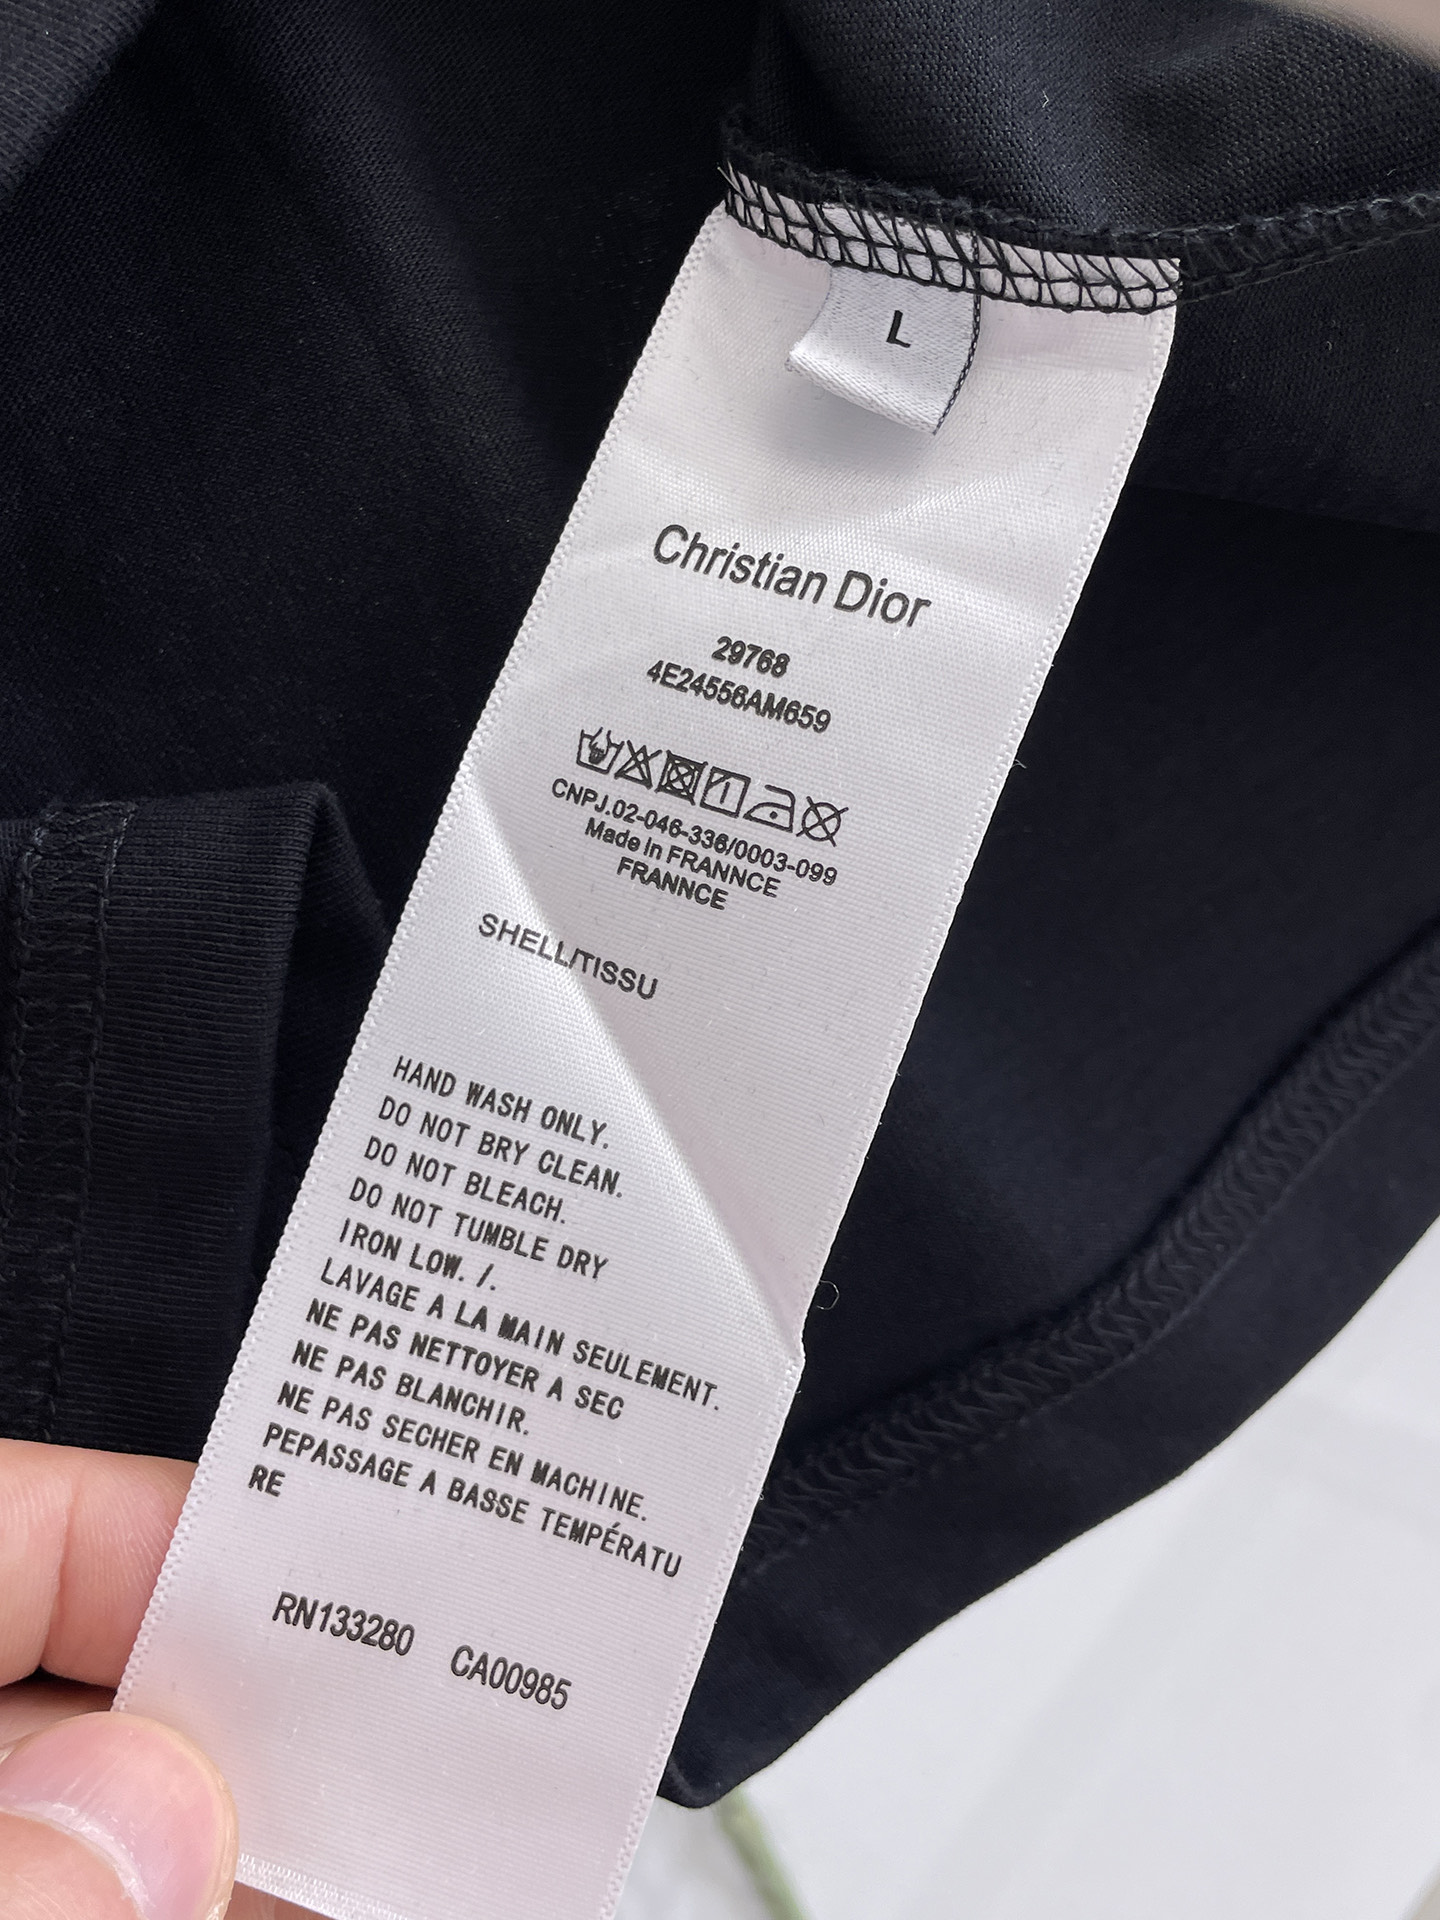 L
Christian Dior
29768
4E24556AM659
CNPJ.02-046-336/0003-099
Made in FRANNCE
FRANNCE
SHELL/TISSU
HAND WASH ONLY.
DO NOT BRY CLEAN.
DO NOT BLEACH.
DO NOT TUMBLE DRY
IRON LOW. /.
LAVAGE A LA MAIN SEULEMENT.
NE PAS NETTOYER A SEC
NE PAS BLANCHIR.
NE PAS SECHER EN MACHINE.
PEPASSAGE A BASSE TEMPÉRATU
RE
RN133280 CA00985